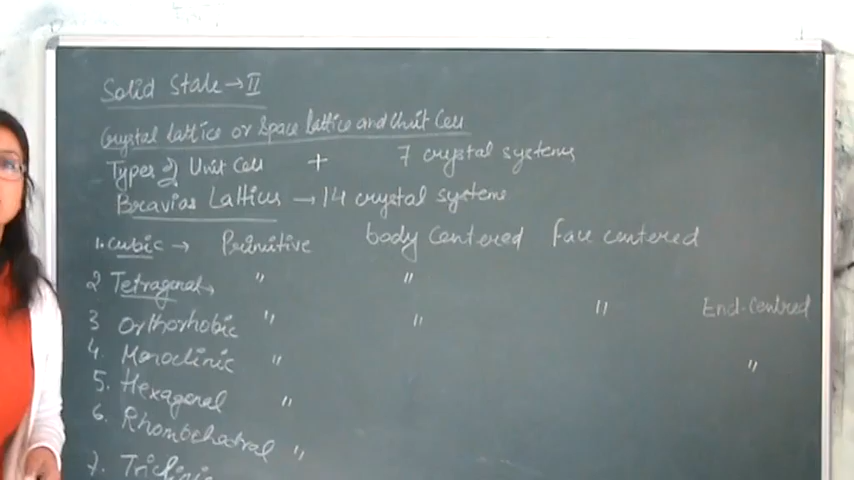 Solid State → II
Crystal Lattice or Space lattice and Unit Cell
Types of Unit Cell + 7 crystal systems
Bravias Lattices → 14 crystal systems
1. Cubic → Primitive body Centered Face centered
2 Tetragonal → " "
3 Orthorhobic " " " End-Centred
4. Monoclinic " "
5. Hexagonal "
6. Rhombohedral "
7. Triclinic